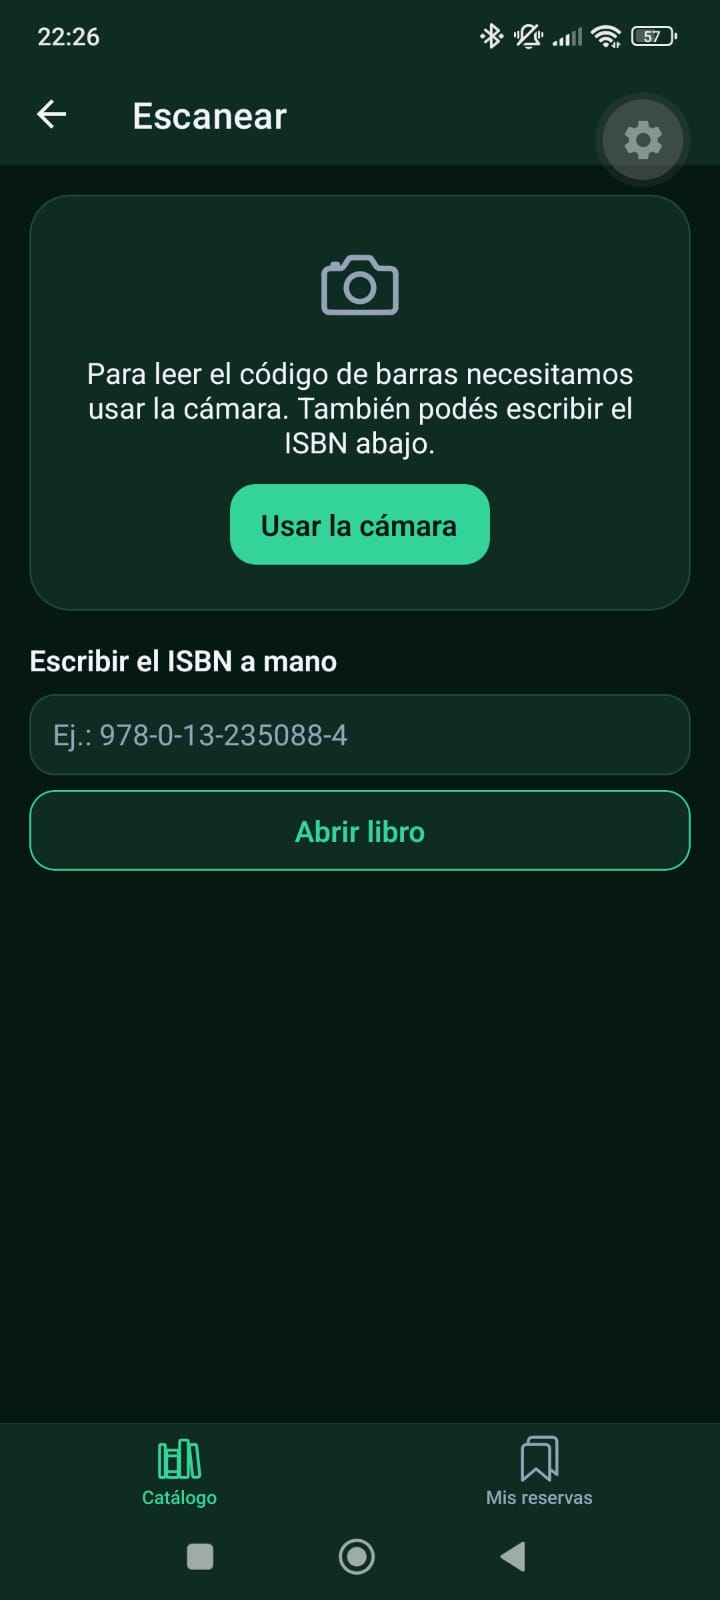 22:26
57
Escanear
Para leer el código de barras necesitamos
usar la cámara. También podés escribir el
ISBN abajo.
Usar la cámara
Escribir el ISBN a mano
Ej.: 978-0-13-235088-4
Abrir libro
Catálogo
Mis reservas